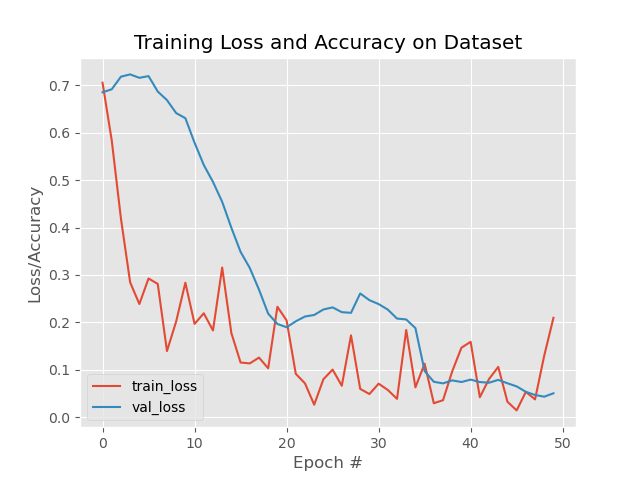 Training Loss and Accuracy on Dataset
Loss/Accuracy
0.7
0.6
0.5
0.4
0.3
0.2
0.1
0.0
train_loss
val_loss
0 10 20 30 40 50
Epoch #